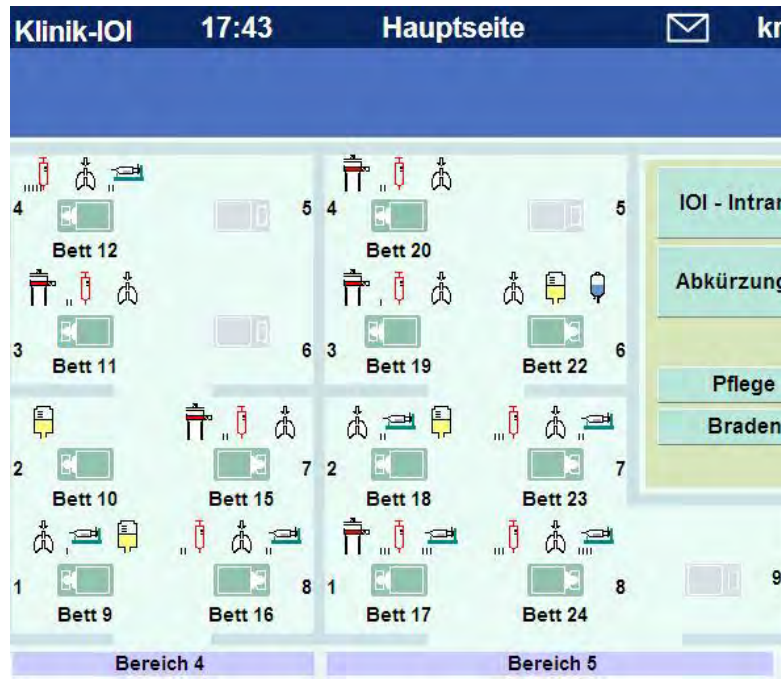 Klinik-IOI 17:43 Hauptseite
4 5 4 5
Bett 12 Bett 20
IOI -
3 6 3 6
Bett 11 Bett 19 Bett 22
Pflege
Braden
2 7 2 7
Bett 10 Bett 15 Bett 18 Bett 23
1 8 1 8 9
Bett 9 Bett 16 Bett 17 Bett 24
Bereich 4 Bereich 5